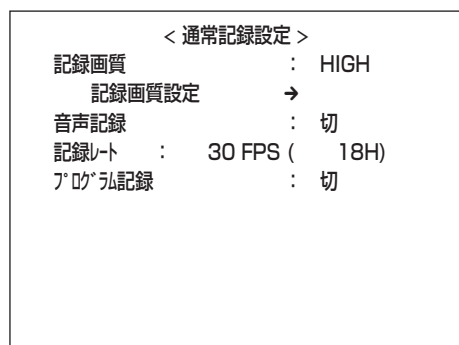 < 通常記録設定 >
記録画質 : HIGH
記録画質設定 →
音声記録 : 切
記録ﾚｰﾄ : 30 FPS ( 18H)
ﾌﾟﾛｸﾞﾗﾑ記録 : 切